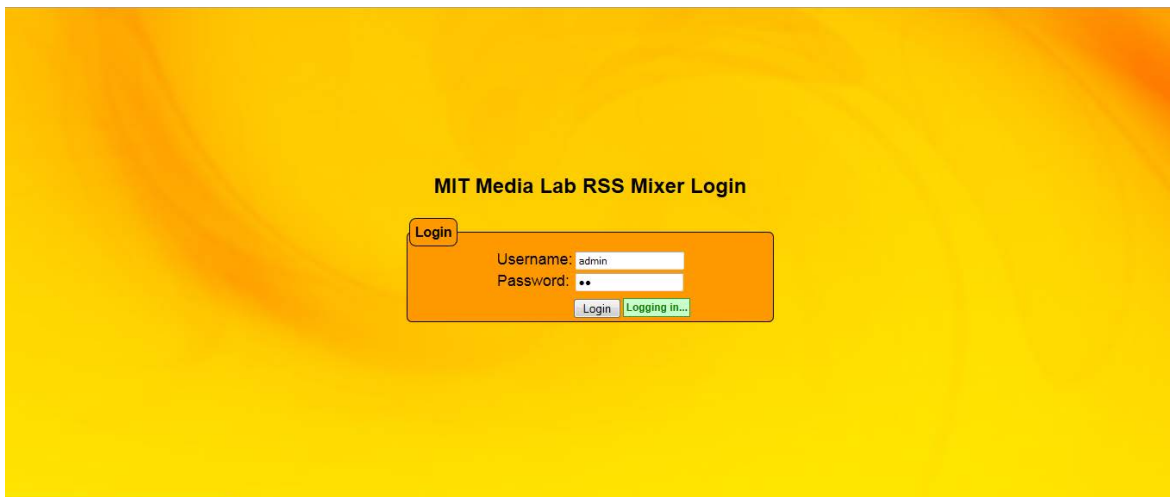 MIT Media Lab RSS Mixer Login
Login
Username: admin
Password: ••
Login Logging in...